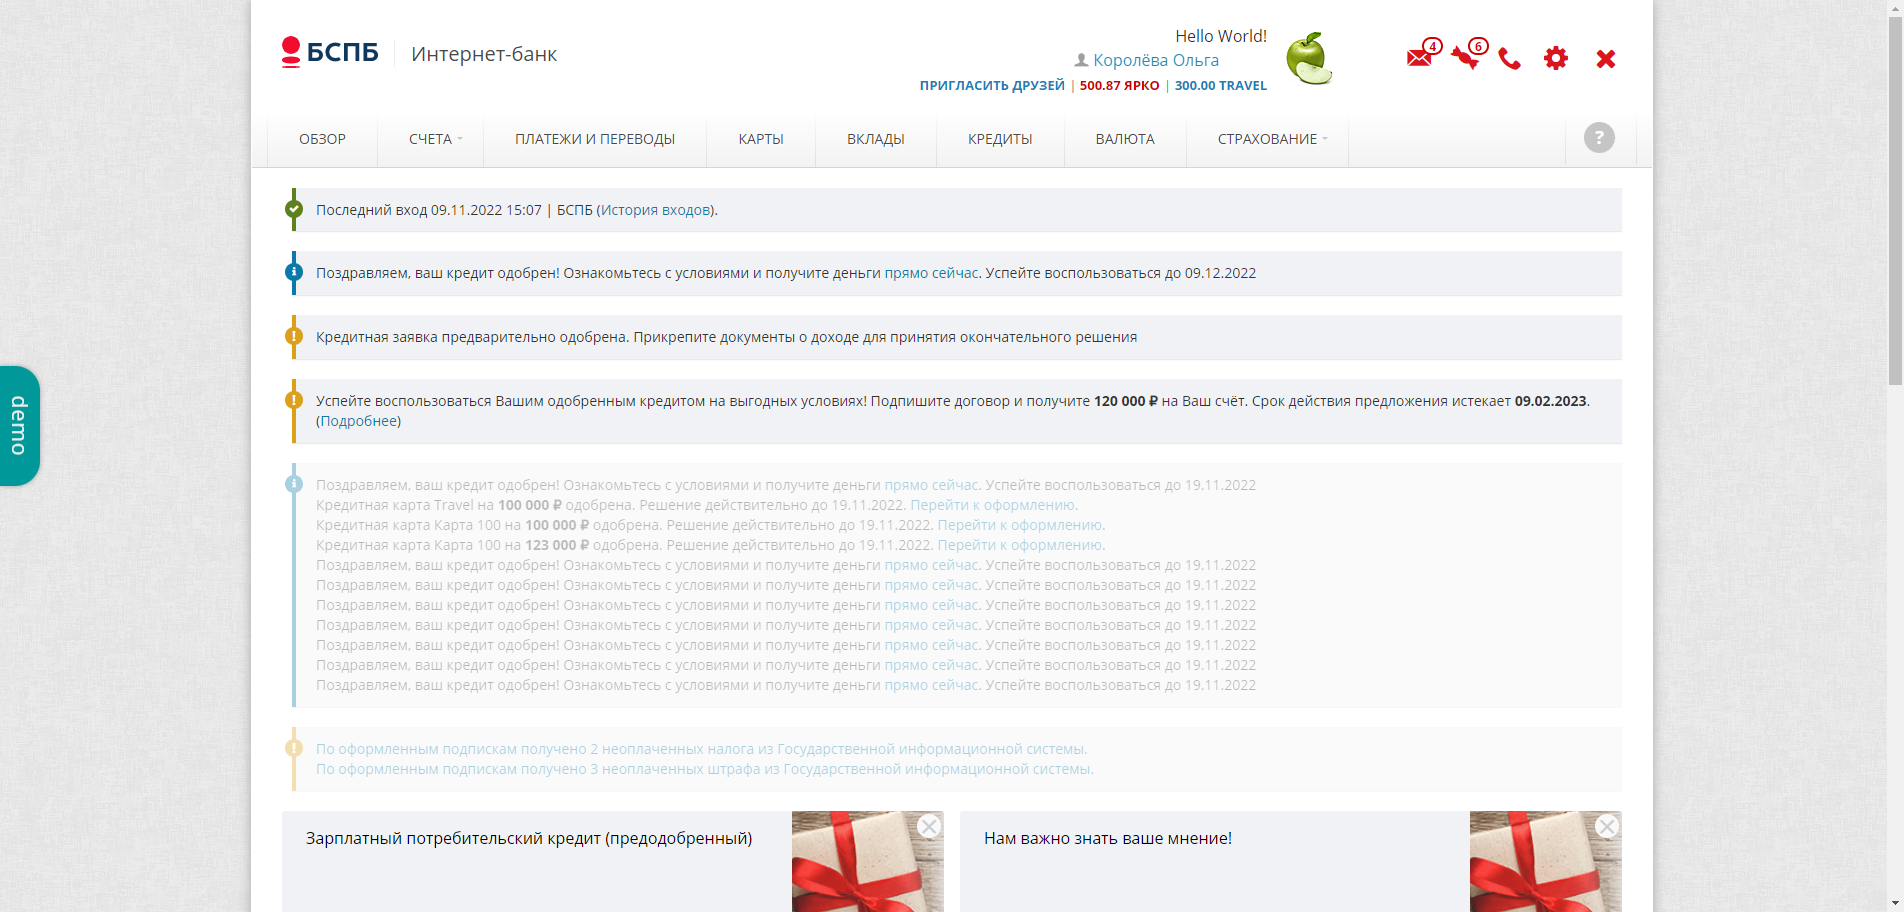 БСПБ
Интернет-банк
Hello World!
Королёва Ольга
ПРИГЛАСИТЬ ДРУЗЕЙ | 500.87 ЯРКО | 300.00 TRAVEL
4
6
ОБЗОР
СЧЕТА
ПЛАТЕЖИ И ПЕРЕВОДЫ
КАРТЫ
ВКЛАДЫ
КРЕДИТЫ
ВАЛЮТА
СТРАХОВАНИЕ
?
Последний вход 09.11.2022 15:07 | БСПБ (История входов).
Поздравляем, ваш кредит одобрен! Ознакомьтесь с условиями и получите деньги прямо сейчас. Успейте воспользоваться до 09.12.2022
Кредитная заявка предварительно одобрена. Прикрепите документы о доходе для принятия окончательного решения
Успейте воспользоваться Вашим одобренным кредитом на выгодных условиях! Подпишите договор и получите 120 000 ₽ на Ваш счёт. Срок действия предложения истекает 09.02.2023.
(Подробнее)
demo
Поздравляем, ваш кредит одобрен! Ознакомьтесь с условиями и получите деньги прямо сейчас. Успейте воспользоваться до 19.11.2022
Кредитная карта Travel на 100 000 ₽ одобрена. Решение действительно до 19.11.2022. Перейти к оформлению.
Кредитная карта Карта 100 на 100 000 ₽ одобрена. Решение действительно до 19.11.2022. Перейти к оформлению.
Кредитная карта Карта 100 на 123 000 ₽ одобрена. Решение действительно до 19.11.2022. Перейти к оформлению.
Поздравляем, ваш кредит одобрен! Ознакомьтесь с условиями и получите деньги прямо сейчас. Успейте воспользоваться до 19.11.2022
Поздравляем, ваш кредит одобрен! Ознакомьтесь с условиями и получите деньги прямо сейчас. Успейте воспользоваться до 19.11.2022
Поздравляем, ваш кредит одобрен! Ознакомьтесь с условиями и получите деньги прямо сейчас. Успейте воспользоваться до 19.11.2022
Поздравляем, ваш кредит одобрен! Ознакомьтесь с условиями и получите деньги прямо сейчас. Успейте воспользоваться до 19.11.2022
Поздравляем, ваш кредит одобрен! Ознакомьтесь с условиями и получите деньги прямо сейчас. Успейте воспользоваться до 19.11.2022
Поздравляем, ваш кредит одобрен! Ознакомьтесь с условиями и получите деньги прямо сейчас. Успейте воспользоваться до 19.11.2022
Поздравляем, ваш кредит одобрен! Ознакомьтесь с условиями и получите деньги прямо сейчас. Успейте воспользоваться до 19.11.2022
По оформленным подпискам получено 2 неоплаченных налога из Государственной информационной системы.
По оформленным подпискам получено 3 неоплаченных штрафа из Государственной информационной системы.
Зарплатный потребительский кредит (предодобренный)
Нам важно знать ваше мнение!